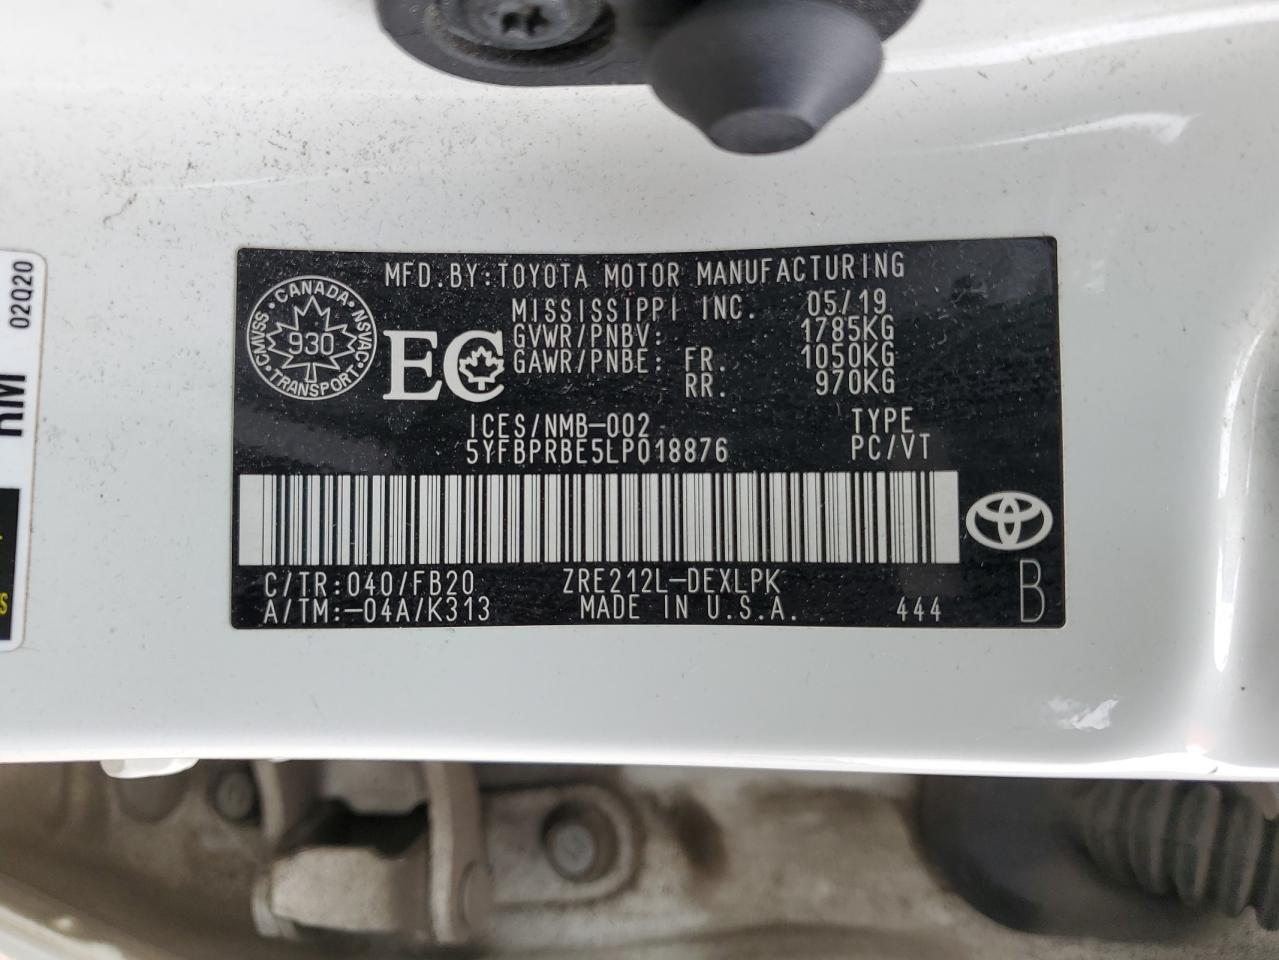 MFD.BY:TOYOTA MOTOR MANUFACTURING
MISSISSIPPI INC. 05/19
GVWR/PNBV: 1785KG
GAWR/PNBE: FR. 1050KG
RR. 970KG
CANADA
CMVSS
NSVAC
930
TRANSPORT
EC
ICES/NMB-002 TYPE
5YFBPRBE5LP018876 PC/VT
C/TR:040/FB20 ZRE212L-DEXLPK
A/TM:-04A/K313 MADE IN U.S.A. 444 B
02Q20
RM